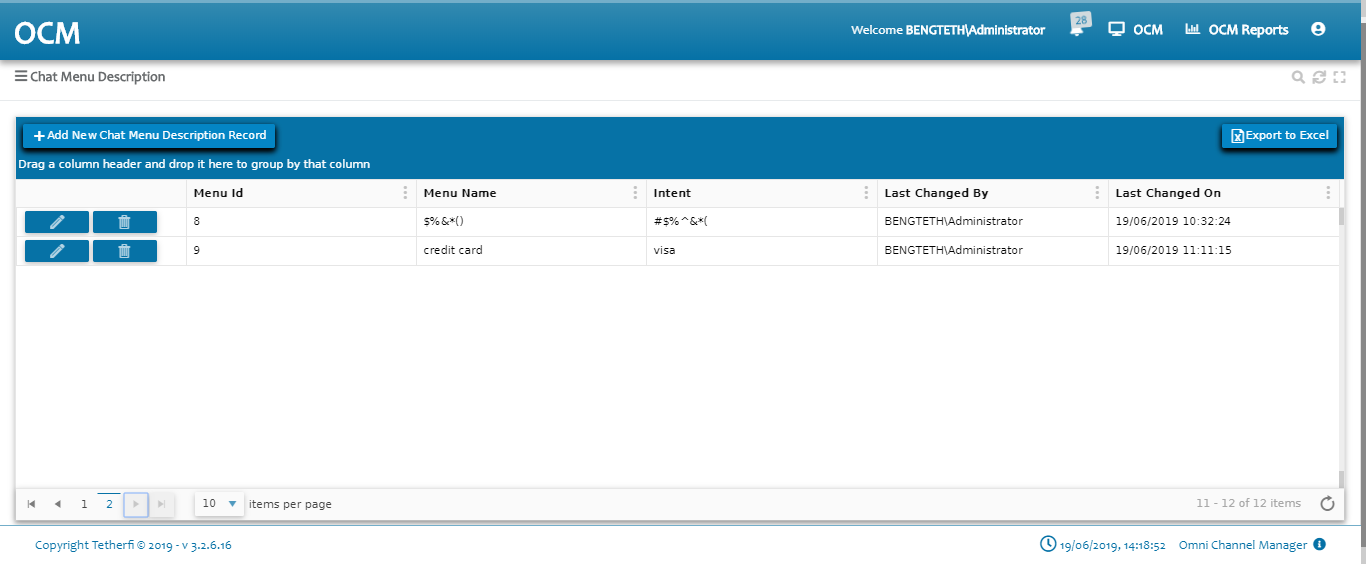 OCM
Welcome BENGTETH\Administrator
28
OCM
OCM Reports
Chat Menu Description
Add New Chat Menu Description Record
Export to Excel
Drag a column header and drop it here to group by that column
Menu Id Menu Name Intent Last Changed By Last Changed On
8 $%&*() #$%^&*( BENGTETH\Administrator 19/06/2019 10:32:24
9 credit card visa BENGTETH\Administrator 19/06/2019 11:11:15
1 2 10 items per page 11 - 12 of 12 items
Copyright Tetherfi © 2019 - v 3.2.6.16 19/06/2019, 14:18:52 Omni Channel Manager